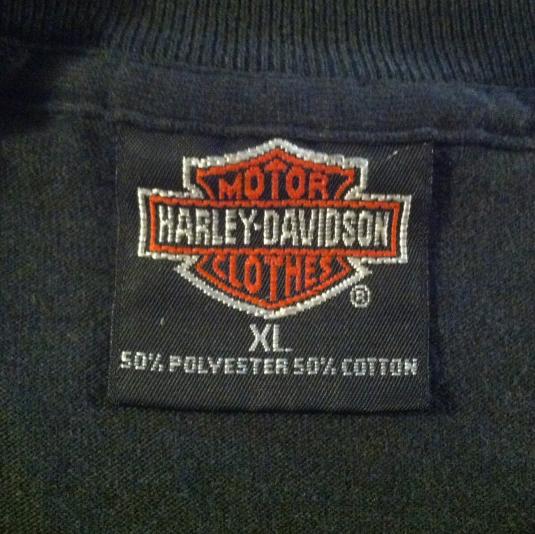 MOTOR
HARLEY-DAVIDSON
CLOTHES
®
XL
50% POLYESTER 50% COTTON